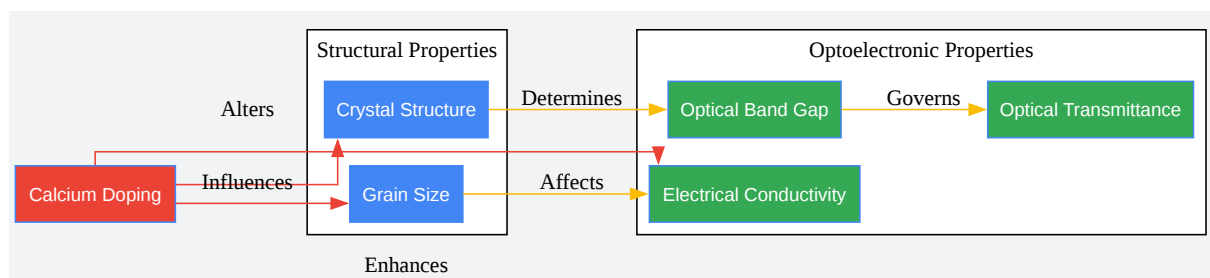 Structural Properties
Optoelectronic Properties
Alters
Crystal Structure
Determines
Optical Band Gap
Governs
Optical Transmittance
Calcium Doping
Influences
Grain Size
Affects
Electrical Conductivity
Enhances